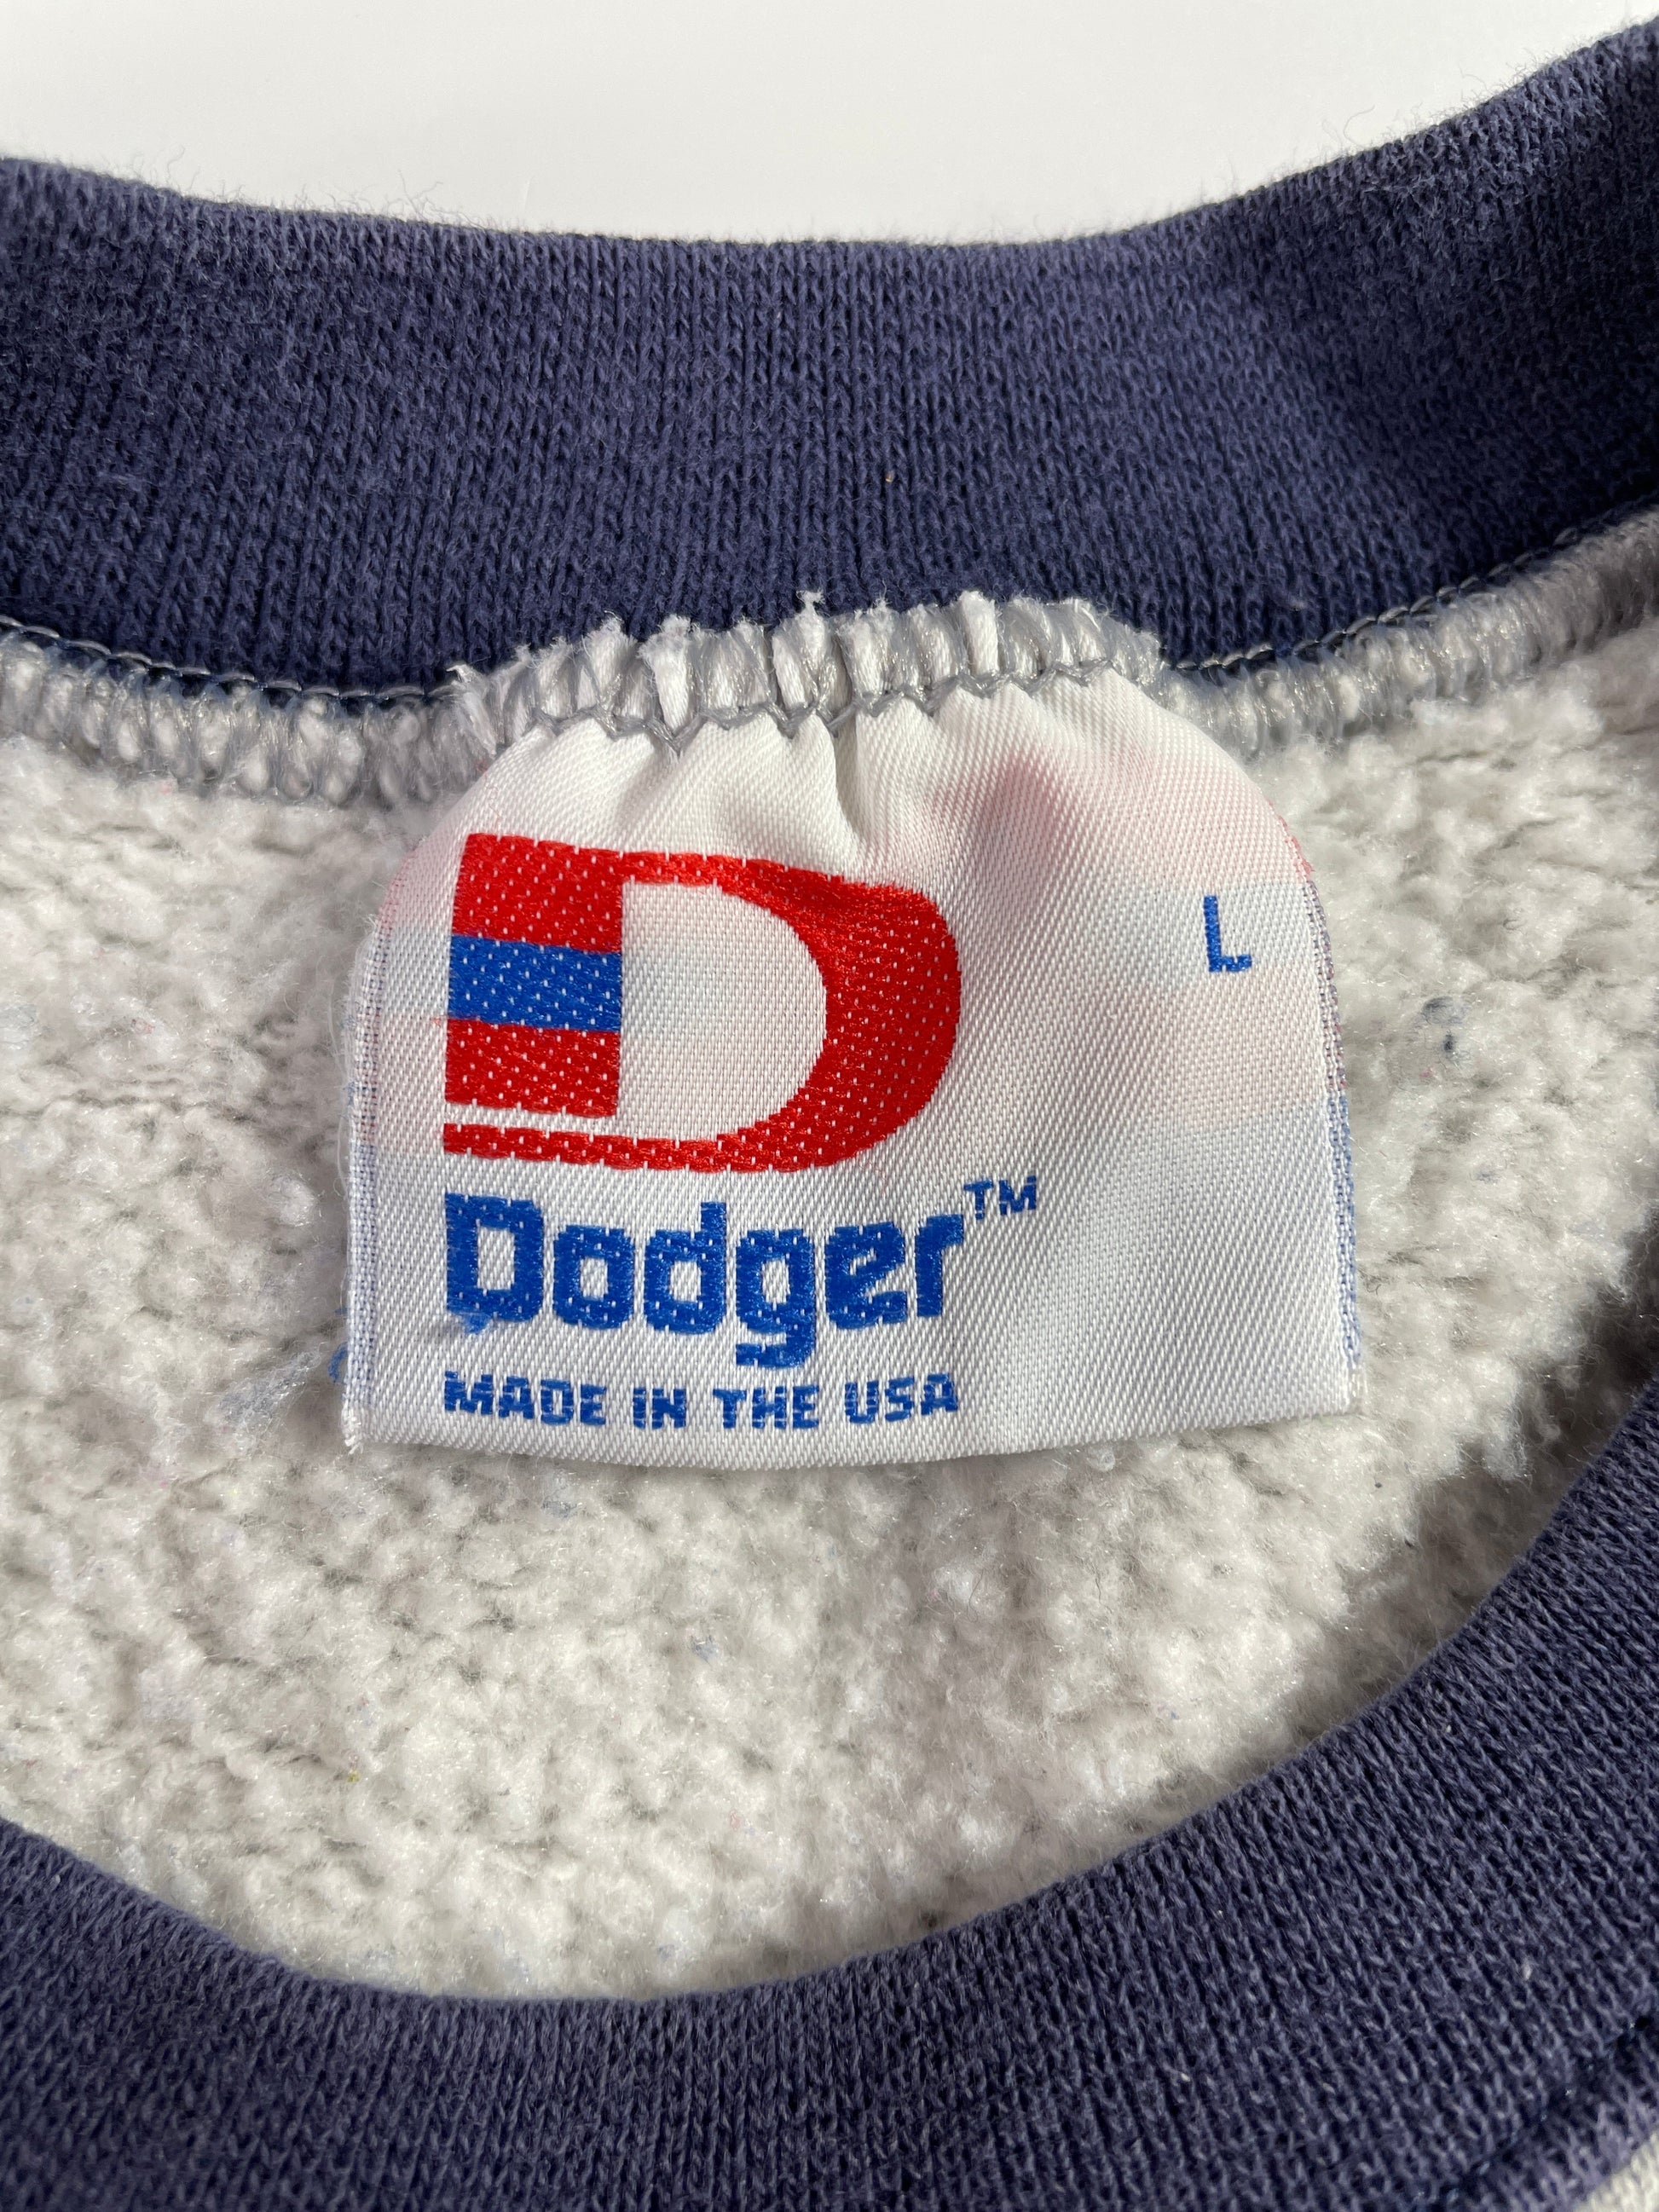 D
L
Dodger™
MADE IN THE USA